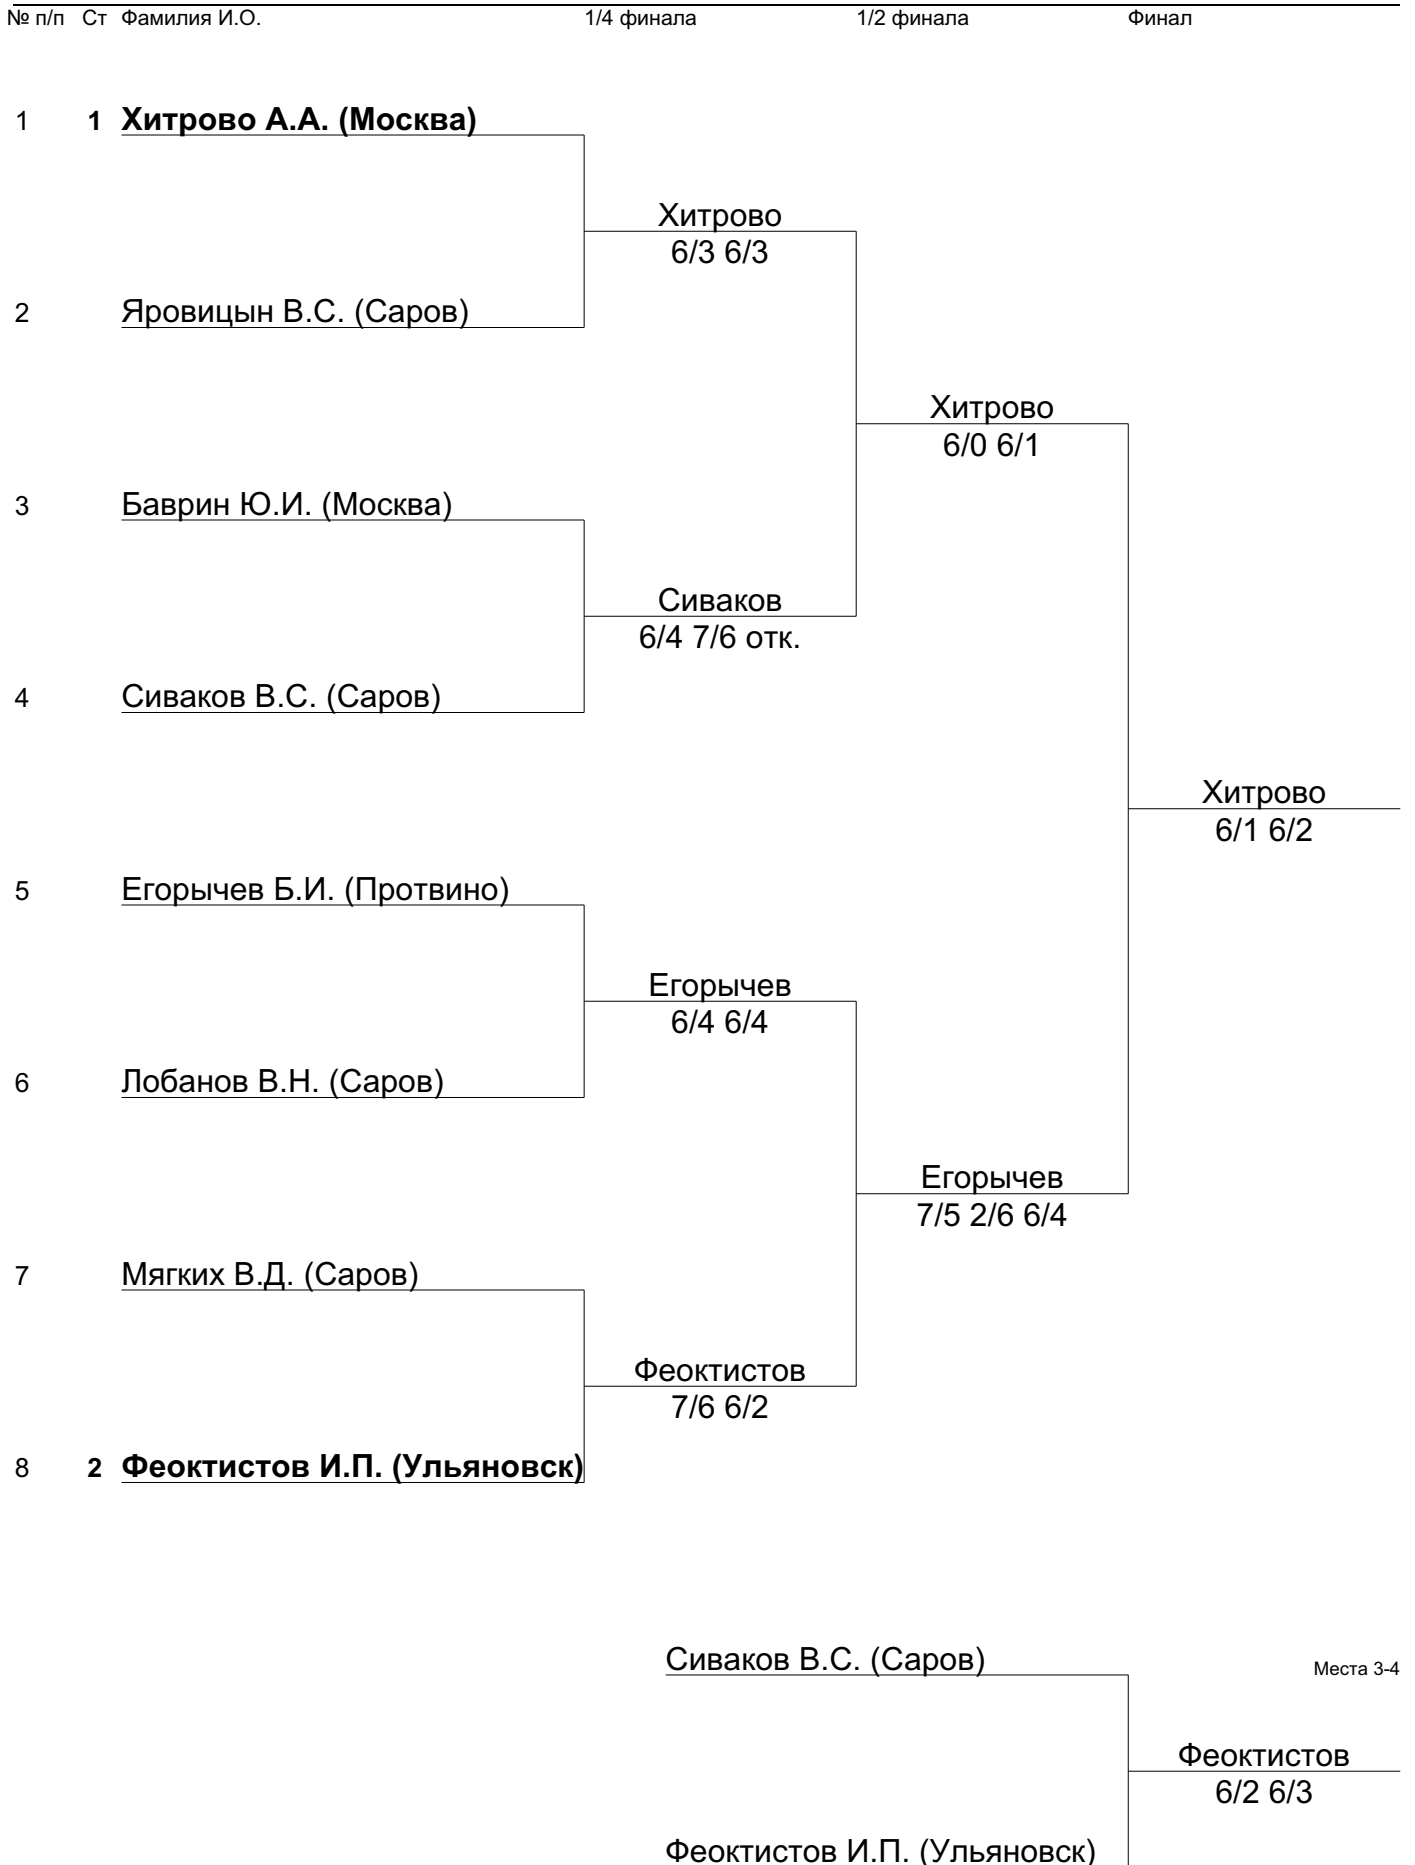 № п/п Ст Фамилия И.О. 1/4 финала 1/2 финала Финал
1 1 Хитрово А.А. (Москва)
Хитрово
6/3 6/3
2 Яровицын В.С. (Саров)
Хитрово
6/0 6/1
3 Баврин Ю.И. (Москва)
Сиваков
6/4 7/6 отк.
4 Сиваков В.С. (Саров)
Хитрово
6/1 6/2
5 Егорычев Б.И. (Протвино)
Егорычев
6/4 6/4
6 Лобанов В.Н. (Саров)
Егорычев
7/5 2/6 6/4
7 Мягких В.Д. (Саров)
Феоктистов
7/6 6/2
8 2 Феоктистов И.П. (Ульяновск)
Сиваков В.С. (Саров) Места 3-4
Феоктистов
6/2 6/3
Феоктистов И.П. (Ульяновск)